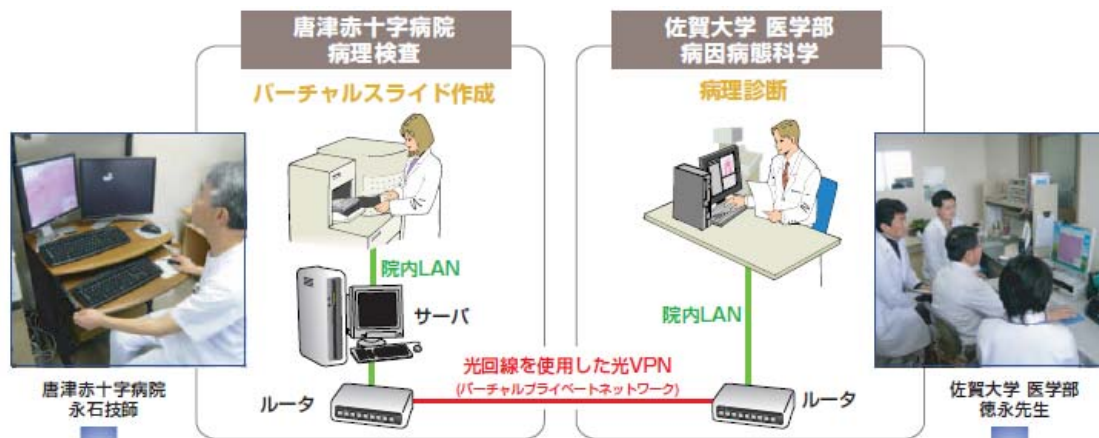 唐津赤十字病院
病理検査
佐賀大学 医学部
病因病態科学
バーチャルスライド作成
病理診断
院内LAN
サーバ
院内LAN
光回線を使用した光VPN
(バーチャルプライベートネットワーク)
ルータ
ルータ
唐津赤十字病院
永石技師
佐賀大学 医学部
徳永先生